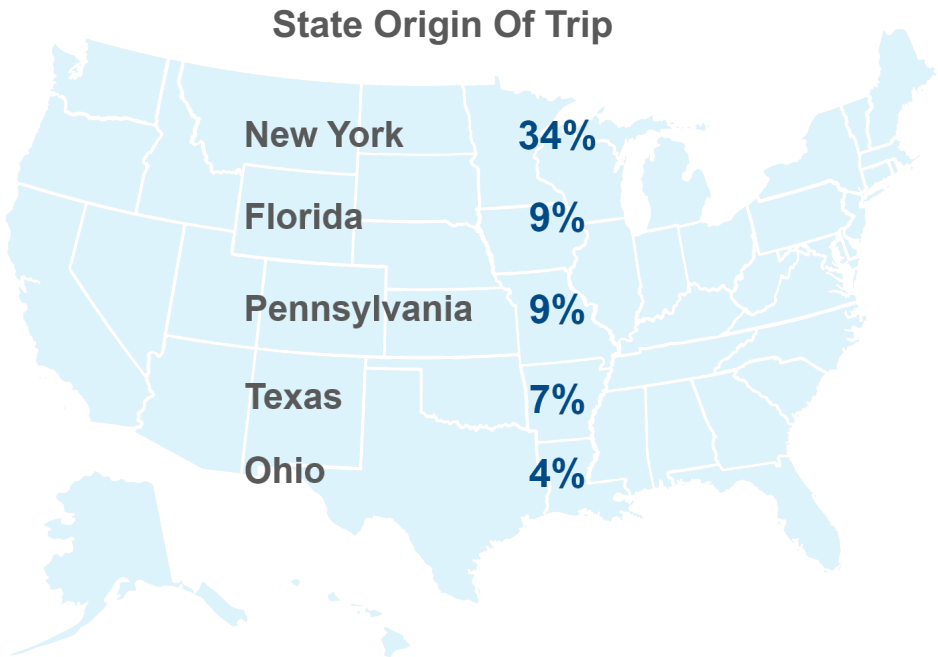 State Origin Of Trip
New York 34%
Florida 9%
Pennsylvania 9%
Texas 7%
Ohio 4%